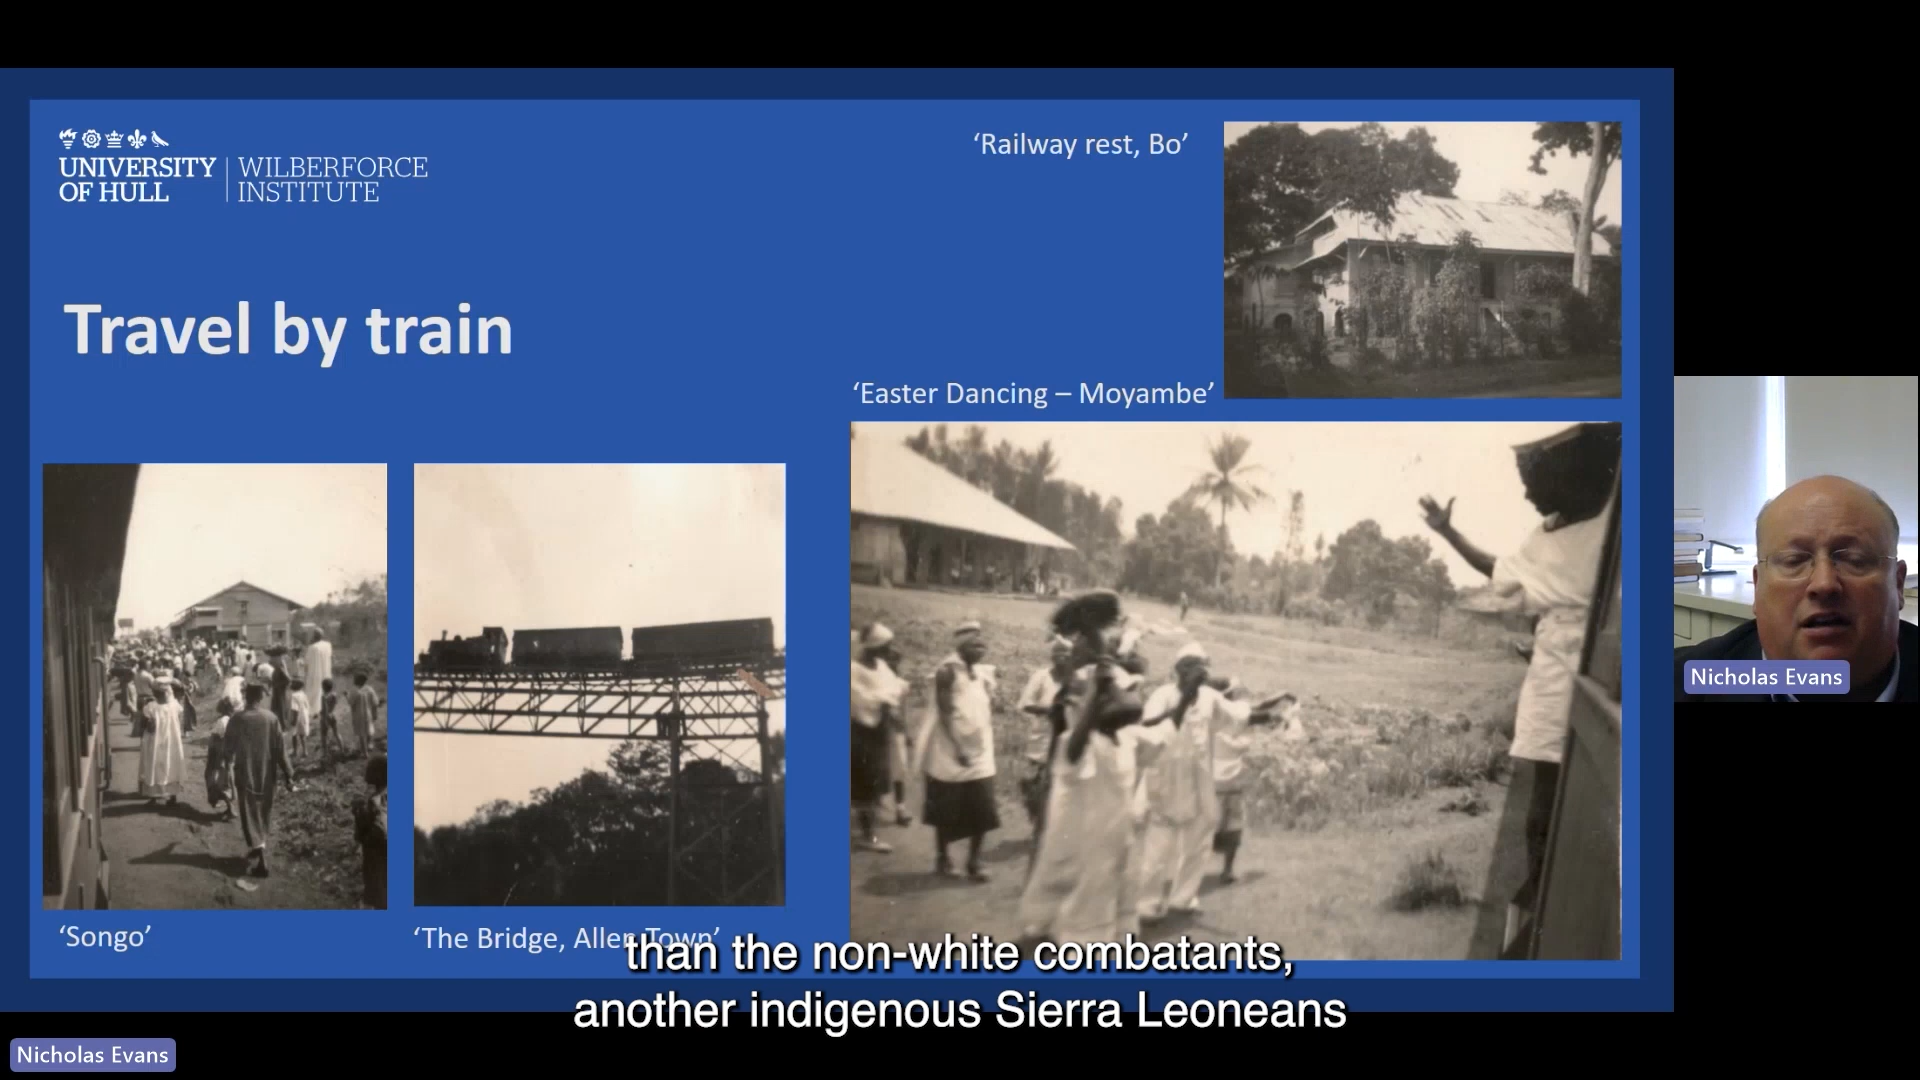 UNIVERSITY
OF HULL
WILBERFORCE
INSTITUTE
‘Railway rest, Bo’
Travel by train
‘Easter Dancing – Moyambe’
‘Songo’
‘The Bridge, Allen Town’
than the non-white combatants,
another indigenous Sierra Leoneans
Nicholas Evans
Nicholas Evans